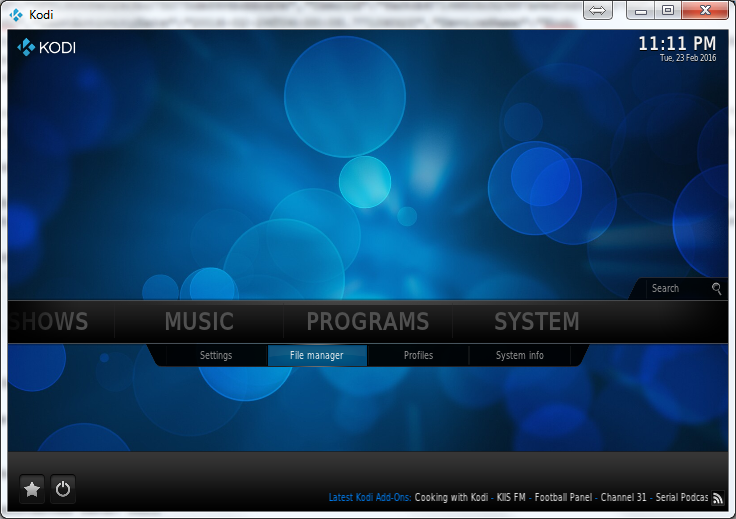 Kodi
KODI
11:11 PM
Tue, 23 Feb 2016
Search
SHOWS MUSIC PROGRAMS SYSTEM
Settings File manager Profiles System info
Latest Kodi Add-Ons: Cooking with Kodi - KIIS FM - Football Panel - Channel 31 - Serial Podcas